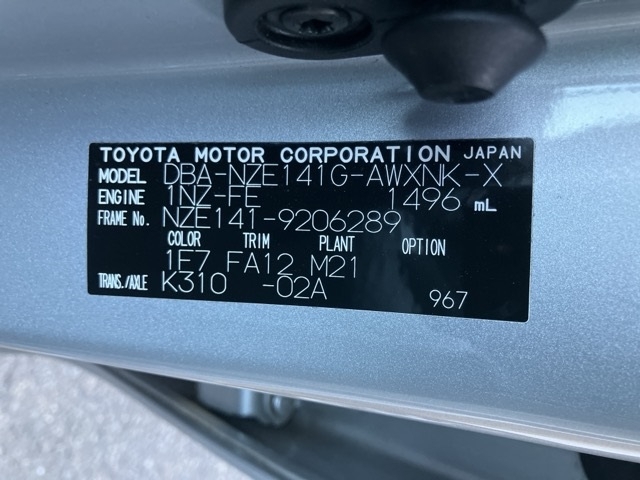 TOYOTA MOTOR CORPORATION JAPAN
MODEL DBA-NZE141G-AWXNK-X
ENGINE 1NZ-FE 1496 mL
FRAME No. NZE141-9206289
COLOR TRIM PLANT OPTION
1F7 FA12 M21
TRANS./AXLE K310 -02A 967